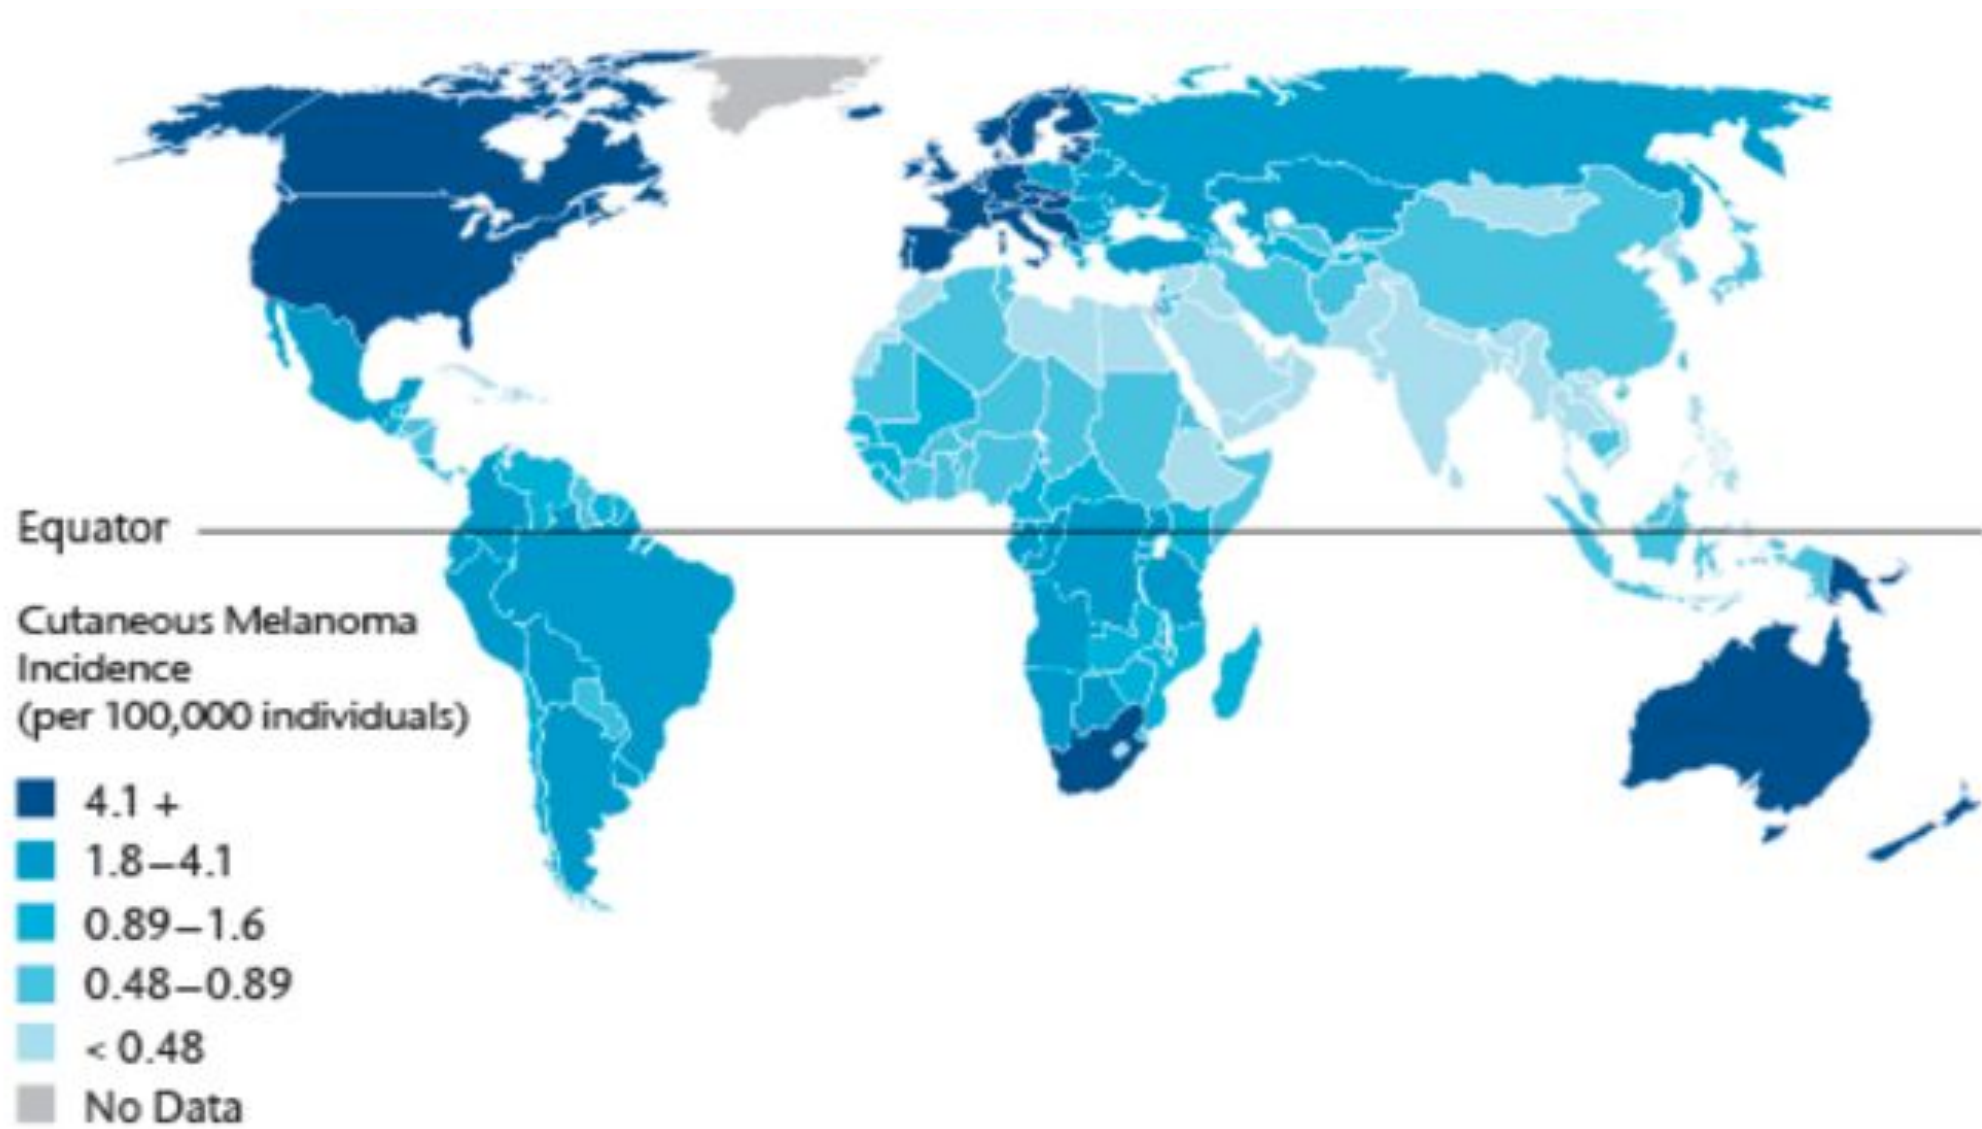 Equator
Cutaneous Melanoma
Incidence
(per 100,000 individuals)
4.1 +
1.8–4.1
0.89–1.6
0.48–0.89
< 0.48
No Data